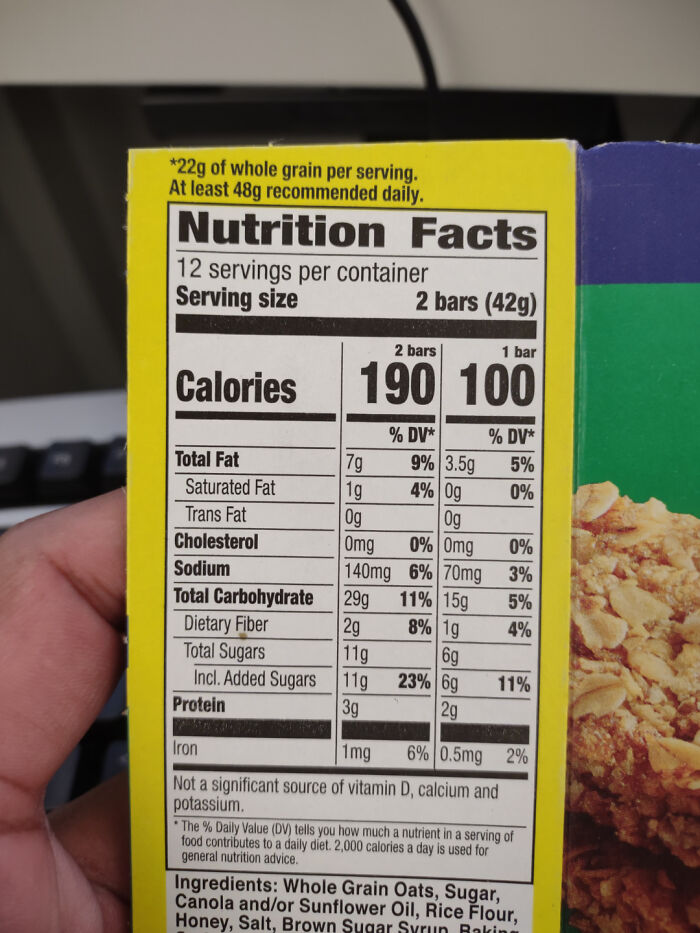 *22g of whole grain per serving.
At least 48g recommended daily.
Nutrition Facts
12 servings per container
Serving size 2 bars (42g)
2 bars 1 bar
Calories 190 100
% DV* % DV*
Total Fat 7g 9% 3.5g 5%
Saturated Fat 1g 4% 0g 0%
Trans Fat 0g 0g
Cholesterol 0mg 0% 0mg 0%
Sodium 140mg 6% 70mg 3%
Total Carbohydrate 29g 11% 15g 5%
Dietary Fiber 2g 8% 1g 4%
Total Sugars 11g 6g
Incl. Added Sugars 11g 23% 6g 11%
Protein 3g 2g
Iron 1mg 6% 0.5mg 2%
Not a significant source of vitamin D, calcium and
potassium.
* The % Daily Value (DV) tells you how much a nutrient in a serving of
food contributes to a daily diet. 2,000 calories a day is used for
general nutrition advice.
Ingredients: Whole Grain Oats, Sugar,
Canola and/or Sunflower Oil, Rice Flour,
Honey, Salt, Brown Sugar Syrup, Baking